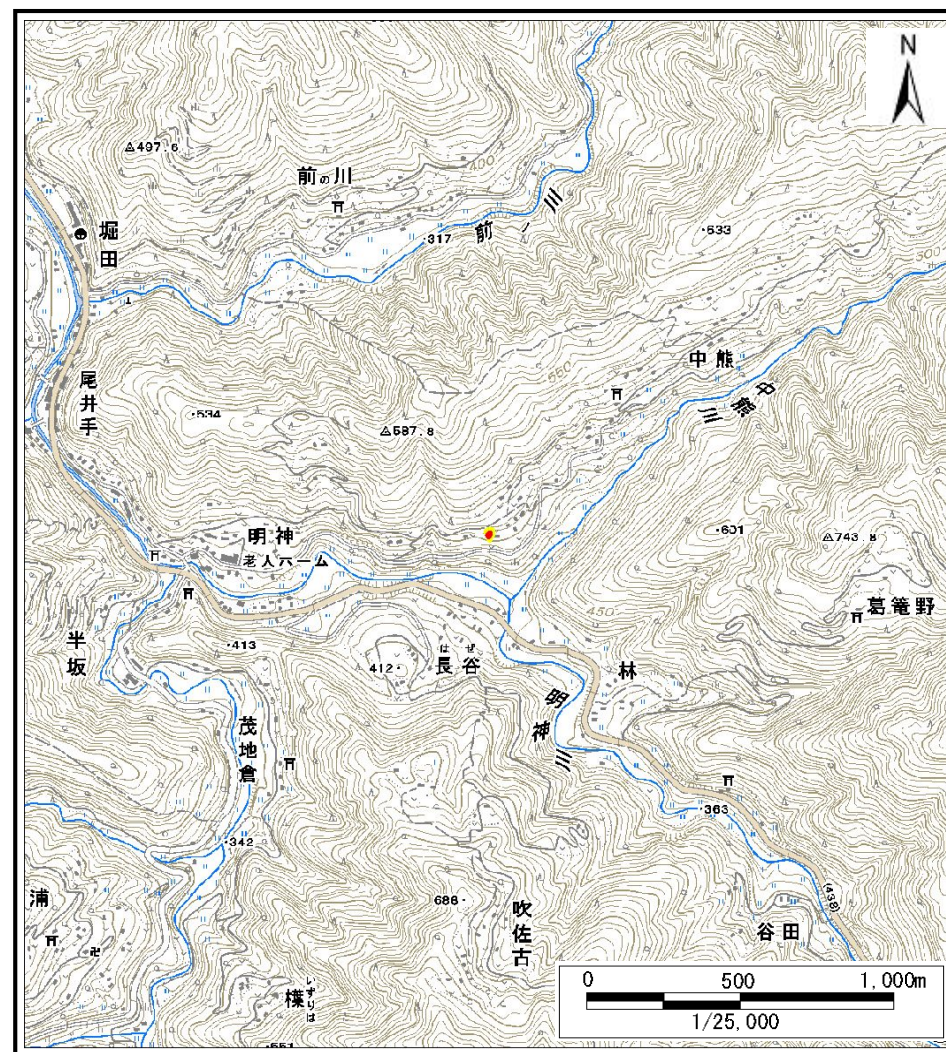 N
497.6
前の川
堀田
317
前ノ川
633
400
500
尾井手
550
中熊
中熊川
534
587.8
明神
老人ホーム
601
743.8
葛篭野
450
半坂
413
412
はぜ
長谷
林
明神川
茂地倉
363
342
686
吹佐古
(438)
浦
谷田
しずりは
551
0 500 1,000m
1/25,000